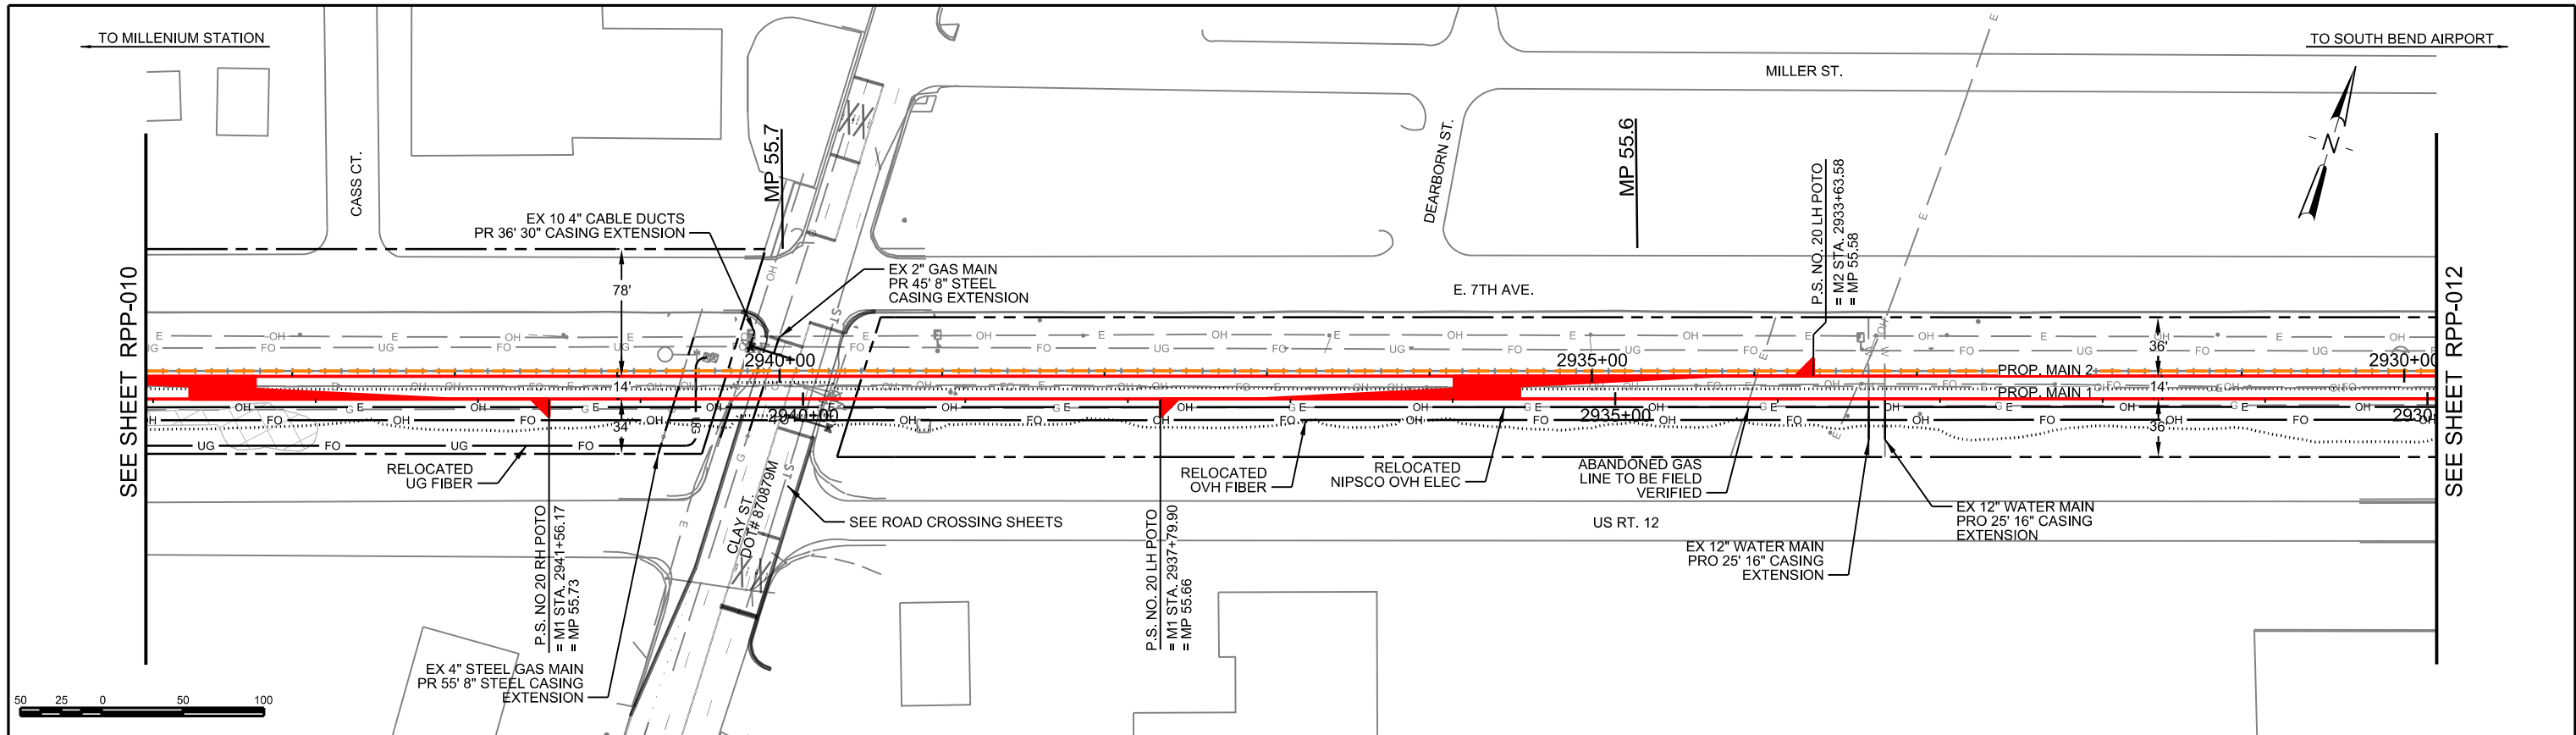 TO MILLENIUM STATION
TO SOUTH BEND AIRPORT
MILLER ST.
CASS CT.
MP 55.7
DEARBORN ST.
MP 55.6
N
P.S. NO. 20 LH POTO
= M2 STA. 2933+63.58
= MP 55.58
EX 10 4" CABLE DUCTS
PR 36' 30" CASING EXTENSION
EX 2" GAS MAIN
PR 45' 8" STEEL
CASING EXTENSION
E. 7TH AVE.
SEE SHEET RPP-010
SEE SHEET RPP-012
78'
36'
2940+00
2935+00
2930+00
PROP. MAIN 2
14'
14'
PROP. MAIN 1
2940+00
2935+00
34'
36'
RELOCATED
UG FIBER
RELOCATED
OVH FIBER
RELOCATED
NIPSCO OVH ELEC
ABANDONED GAS
LINE TO BE FIELD
VERIFIED
CLAY ST.
DOT# 870879M
SEE ROAD CROSSING SHEETS
US RT. 12
EX 12" WATER MAIN
PRO 25' 16" CASING
EXTENSION
EX 12" WATER MAIN
PRO 25' 16" CASING
EXTENSION
P.S. NO 20 RH POTO
= M1 STA. 2941+56.17
= MP 55.73
P.S. NO. 20 LH POTO
= M1 STA. 2937+79.90
= MP 55.66
EX 4" STEEL GAS MAIN
PR 55' 8" STEEL CASING
EXTENSION
50 25 0 50 100